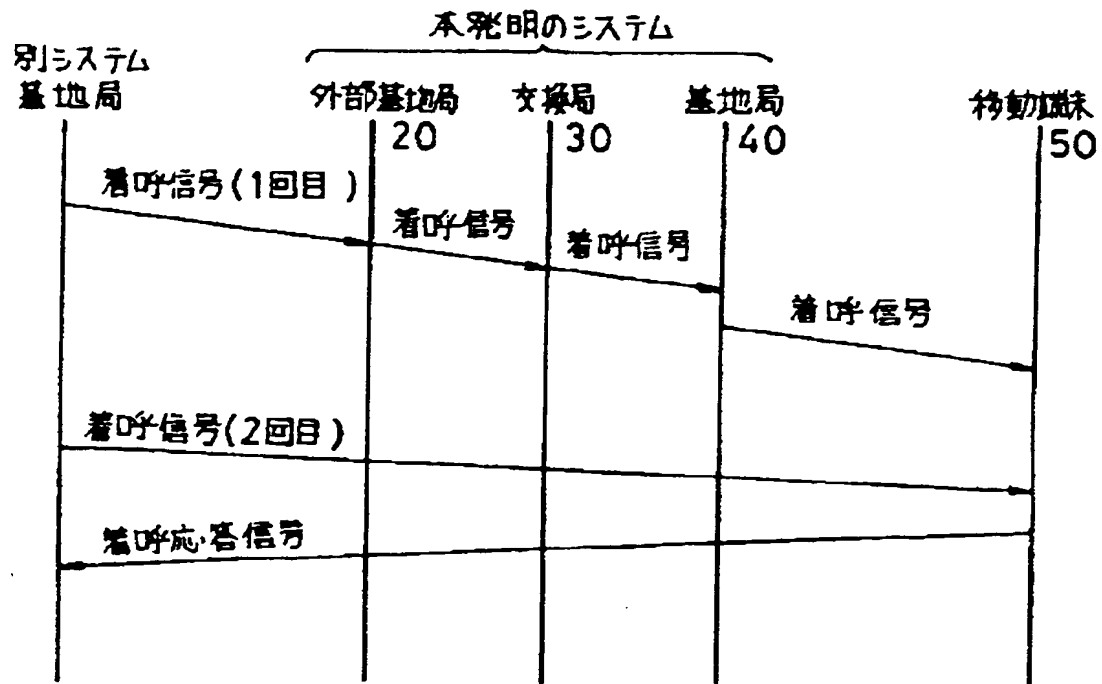 本発明のシステム
別システム
基地局
外部基地局
20
交換局
30
基地局
40
移動端末
50
着呼信号(1回目)
着呼信号
着呼信号
着呼信号
着呼信号(2回目)
着呼応答信号